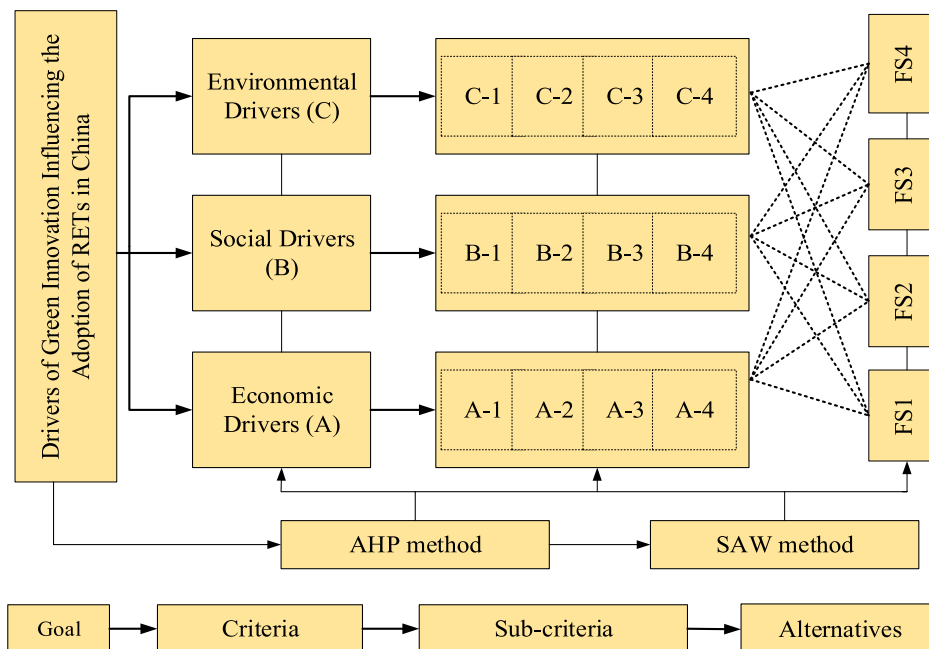 Drivers of Green Innovation Influencing the
Adoption of RETs in China
Environmental
Drivers (C)
C-1 C-2 C-3 C-4
FS4
FS3
Social Drivers
(B)
B-1 B-2 B-3 B-4
FS2
Economic
Drivers (A)
A-1 A-2 A-3 A-4
FS1
AHP method
SAW method
Goal
Criteria
Sub-criteria
Alternatives